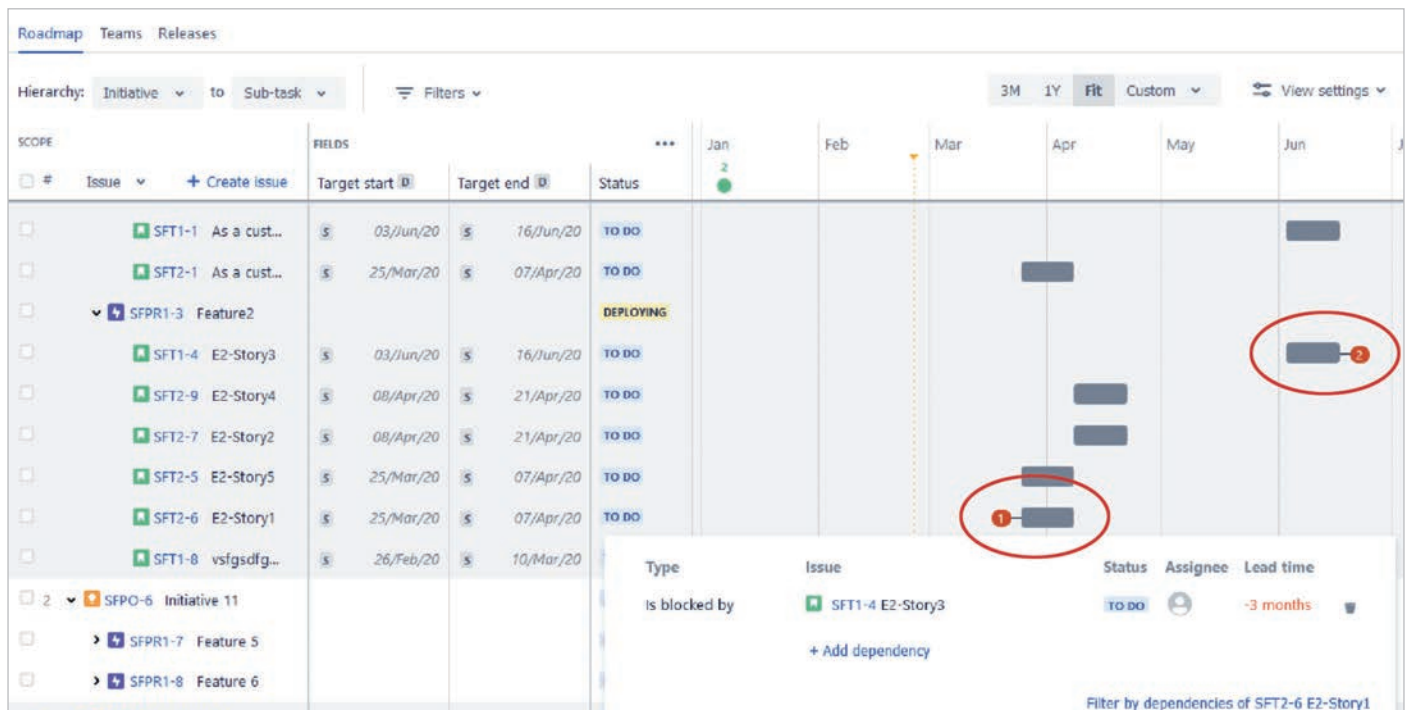 Roadmap Teams Releases
Hierarchy: Initiative to Sub-task Filters 3M 1Y Fit Custom View settings
SCOPE FIELDS ••• Jan Feb Mar Apr May Jun J
# Issue + Create issue Target start D Target end D Status 2
SFT1-1 As a cust... S 03/Jun/20 S 16/Jun/20 TO DO
SFT2-1 As a cust... S 25/Mar/20 S 07/Apr/20 TO DO
SFPR1-3 Feature2 DEPLOYING
SFT1-4 E2-Story3 S 03/Jun/20 S 16/Jun/20 TO DO 2
SFT2-9 E2-Story4 S 08/Apr/20 S 21/Apr/20 TO DO
SFT2-7 E2-Story2 S 08/Apr/20 S 21/Apr/20 TO DO
SFT2-5 E2-Story5 S 25/Mar/20 S 07/Apr/20 TO DO
SFT2-6 E2-Story1 S 25/Mar/20 S 07/Apr/20 TO DO 1
SFT1-8 vsfgsdfg... S 26/Feb/20 S 10/Mar/20
Type Issue Status Assignee Lead time
2 SFPO-6 Initiative 11
Is blocked by SFT1-4 E2-Story3 TO DO -3 months
SFPR1-7 Feature 5
+ Add dependency
SFPR1-8 Feature 6
Filter by dependencies of SFT2-6 E2-Story1